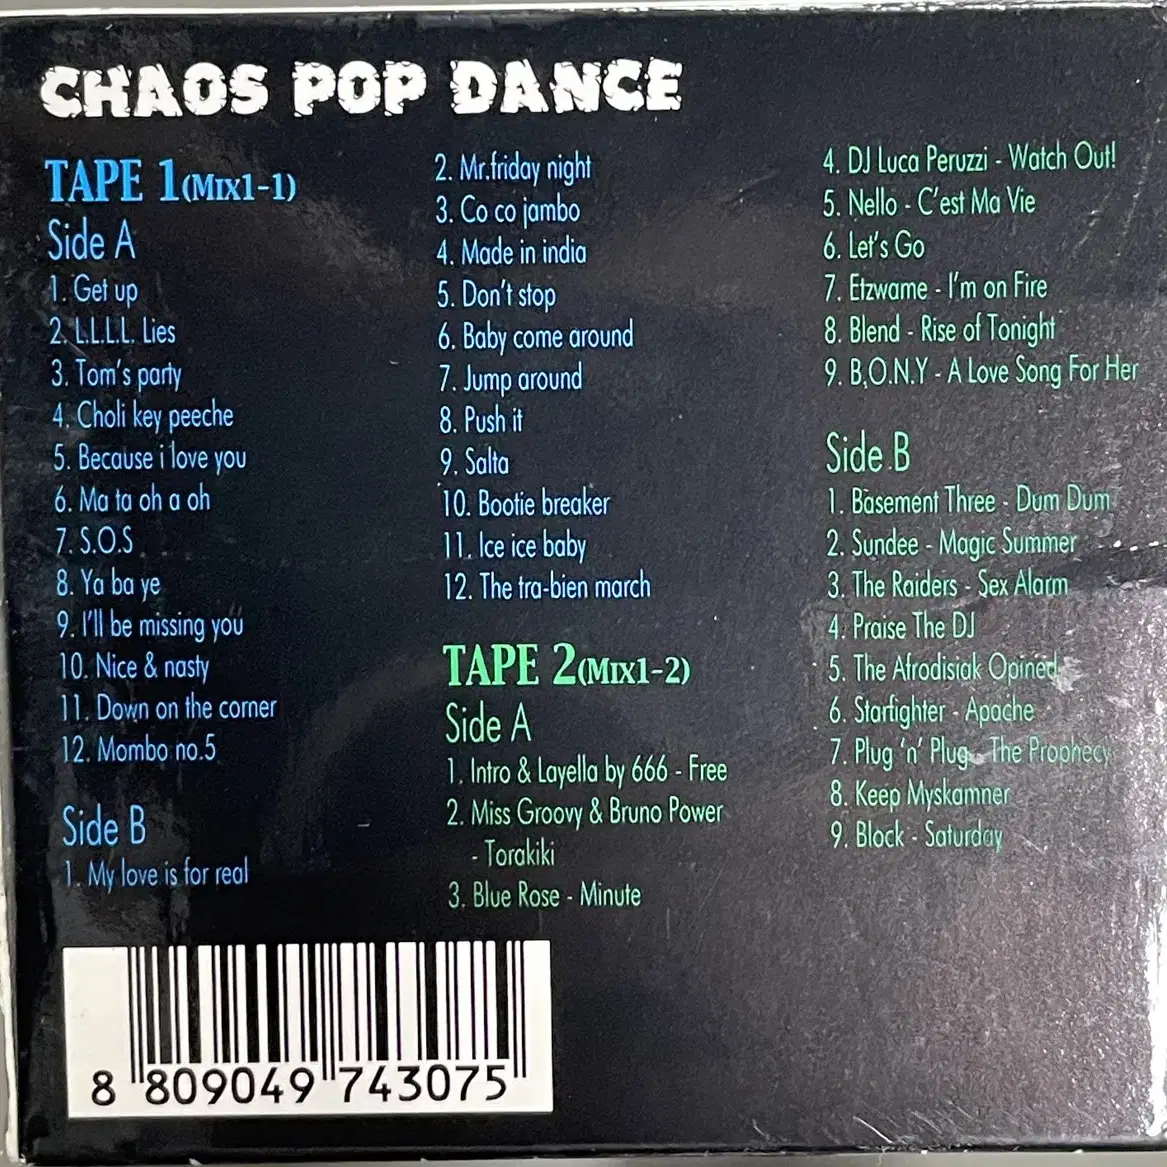 CHAOS POP DANCE
TAPE 1(MIX1-1)
Side A
1. Get up
2. L.L.L.L. Lies
3. Tom's party
4. Choli key peeche
5. Because i love you
6. Ma ta oh a oh
7. S.O.S
8. Ya ba ye
9. I'll be missing you
10. Nice & nasty
11. Down on the corner
12. Mombo no.5
Side B
1. My love is for real
2. Mr.friday night
3. Co co jambo
4. Made in india
5. Don't stop
6. Baby come around
7. Jump around
8. Push it
9. Salta
10. Bootie breaker
11. Ice ice baby
12. The tra-bien march
TAPE 2(MIX1-2)
Side A
1. Intro & Layella by 666 - Free
2. Miss Groovy & Bruno Power
- Torakiki
3. Blue Rose - Minute
4. DJ Luca Peruzzi - Watch Out!
5. Nello - C'est Ma Vie
6. Let's Go
7. Etzwame - I'm on Fire
8. Blend - Rise of Tonight
9. B.O.N.Y - A Love Song For Her
Side B
1. Basement Three - Dum Dum
2. Sundee - Magic Summer
3. The Raiders - Sex Alarm
4. Praise The DJ
5. The Afrodisiak Opined
6. Starfighter - Apache
7. Plug 'n' Plug - The Prophecy
8. Keep Myskamner
9. Block - Saturday
8 809049 743075